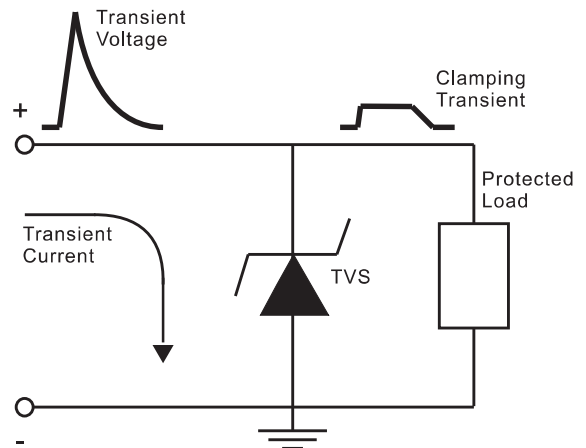 Transient
Voltage
Clamping
Transient
+
Protected
Load
Transient
Current
TVS
-